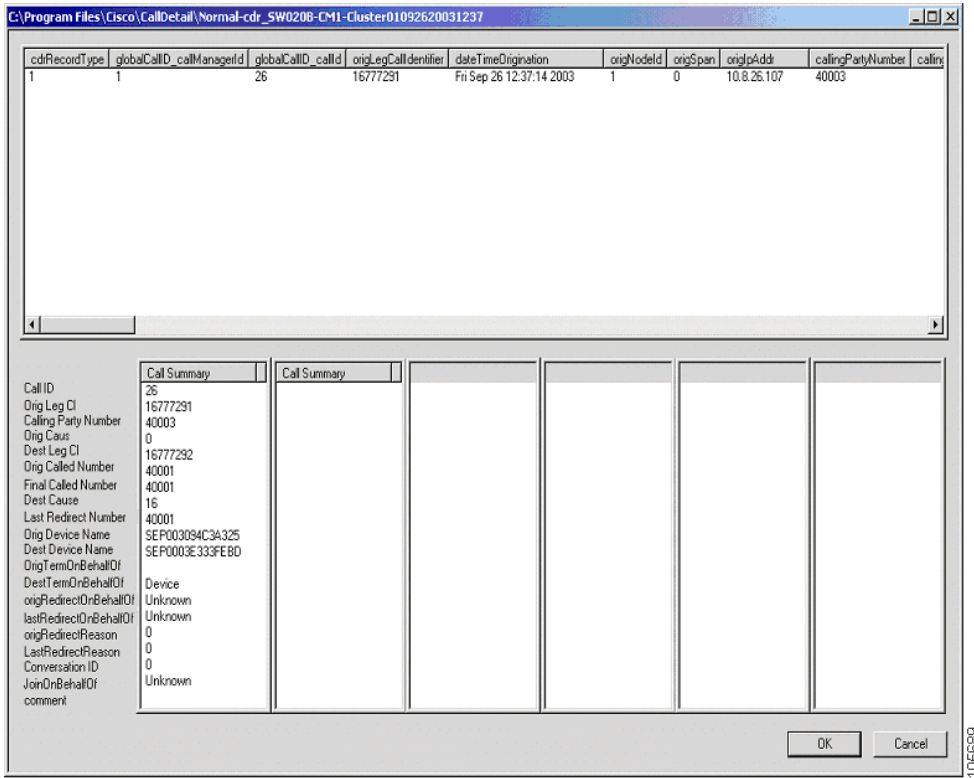 C:\Program Files\Cisco\CallDetail\Normal-cdr_SW020B-CM1-Cluster01092620031237
cdrRecordType globalCallID_callManagerId globalCallID_callId origLegCallIdentifier dateTimeOrigination origNodeId origSpan origIpAddr callingPartyNumber calling
1 1 26 16777291 Fri Sep 26 12:37:14 2003 1 0 10.8.26.107 40003
Call Summary Call Summary
Call ID 26
Orig Leg CI 16777291
Calling Party Number 40003
Orig Caus 0
Dest Leg CI 16777292
Orig Called Number 40001
Final Called Number 40001
Dest Cause 16
Last Redirect Number 40001
Orig Device Name SEP003094C3A325
Dest Device Name SEP0003E333FEBD
OrigTermOnBehalfOf
DestTermOnBehalfOf Device
origRedirectOnBehalfOf Unknown
lastRedirectOnBehalfOf Unknown
origRedirectReason 0
LastRedirectReason 0
Conversation ID 0
JoinOnBehalfOf Unknown
comment
OK Cancel
105699